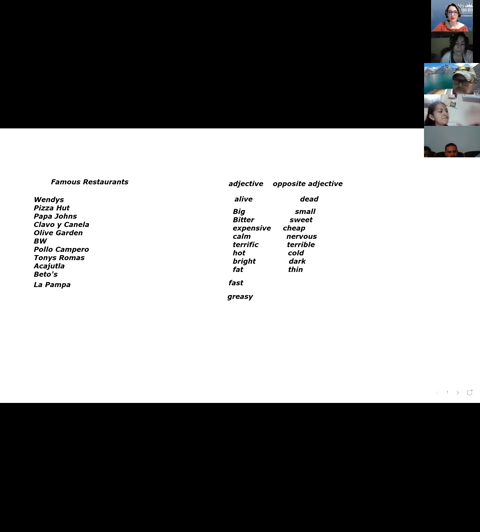 Famous Restaurants
Wendys
Pizza Hut
Papa Johns
Clavo y Canela
Olive Garden
BW
Pollo Campero
Tonys Romas
Acajutla
Beto's
La Pampa
adjective opposite adjective
alive dead
Big small
Bitter sweet
expensive cheap
calm nervous
terrific terrible
hot cold
bright dark
fat thin
fast
greasy